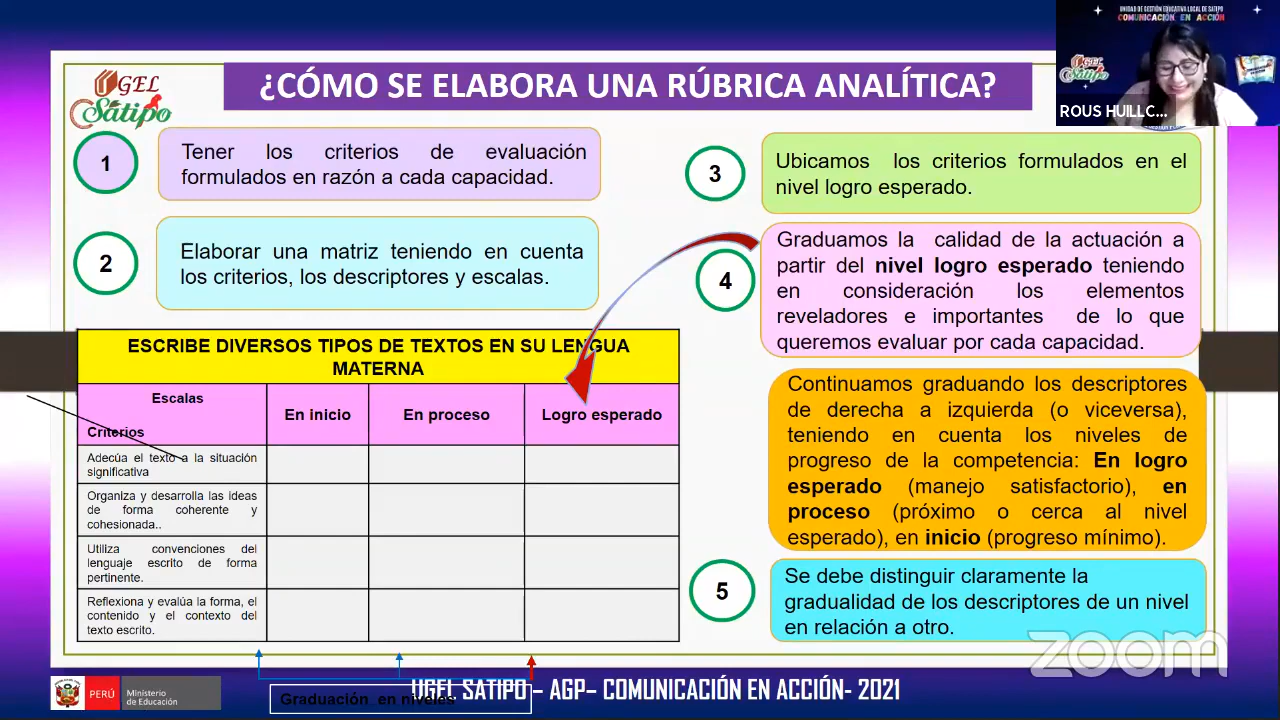 ¿CÓMO SE ELABORA UNA RÚBRICA ANALÍTICA?
UGEL
Satipo
UNIDAD DE GESTIÓN EDUCATIVA LOCAL DE SATIPO
COMUNICACIÓN EN ACCIÓN
UGEL
Satipo
ROUS HUILLC...
1
Tener los criterios de evaluación
formulados en razón a cada capacidad.
2
Elaborar una matriz teniendo en cuenta
los criterios, los descriptores y escalas.
3
Ubicamos los criterios formulados en el
nivel logro esperado.
4
Graduamos la calidad de la actuación a
partir del nivel logro esperado teniendo
en consideración los elementos
reveladores e importantes de lo que
queremos evaluar por cada capacidad.
Continuamos graduando los descriptores
de derecha a izquierda (o viceversa),
teniendo en cuenta los niveles de
progreso de la competencia: En logro
esperado (manejo satisfactorio), en
proceso (próximo o cerca al nivel
esperado), en inicio (progreso mínimo).
5
Se debe distinguir claramente la
gradualidad de los descriptores de un nivel
en relación a otro.
ESCRIBE DIVERSOS TIPOS DE TEXTOS EN SU LENGUA
MATERNA
Escalas
Criterios
En inicio
En proceso
Logro esperado
Adecúa el texto a la situación
significativa
Organiza y desarrolla las ideas
de forma coherente y
cohesionada..
Utiliza convenciones del
lenguaje escrito de forma
pertinente.
Reflexiona y evalúa la forma, el
contenido y el contexto del
texto escrito.
Graduación en niveles
zoom
PERÚ
Ministerio
de Educación
UGEL SATIPO – AGP– COMUNICACIÓN EN ACCIÓN- 2021